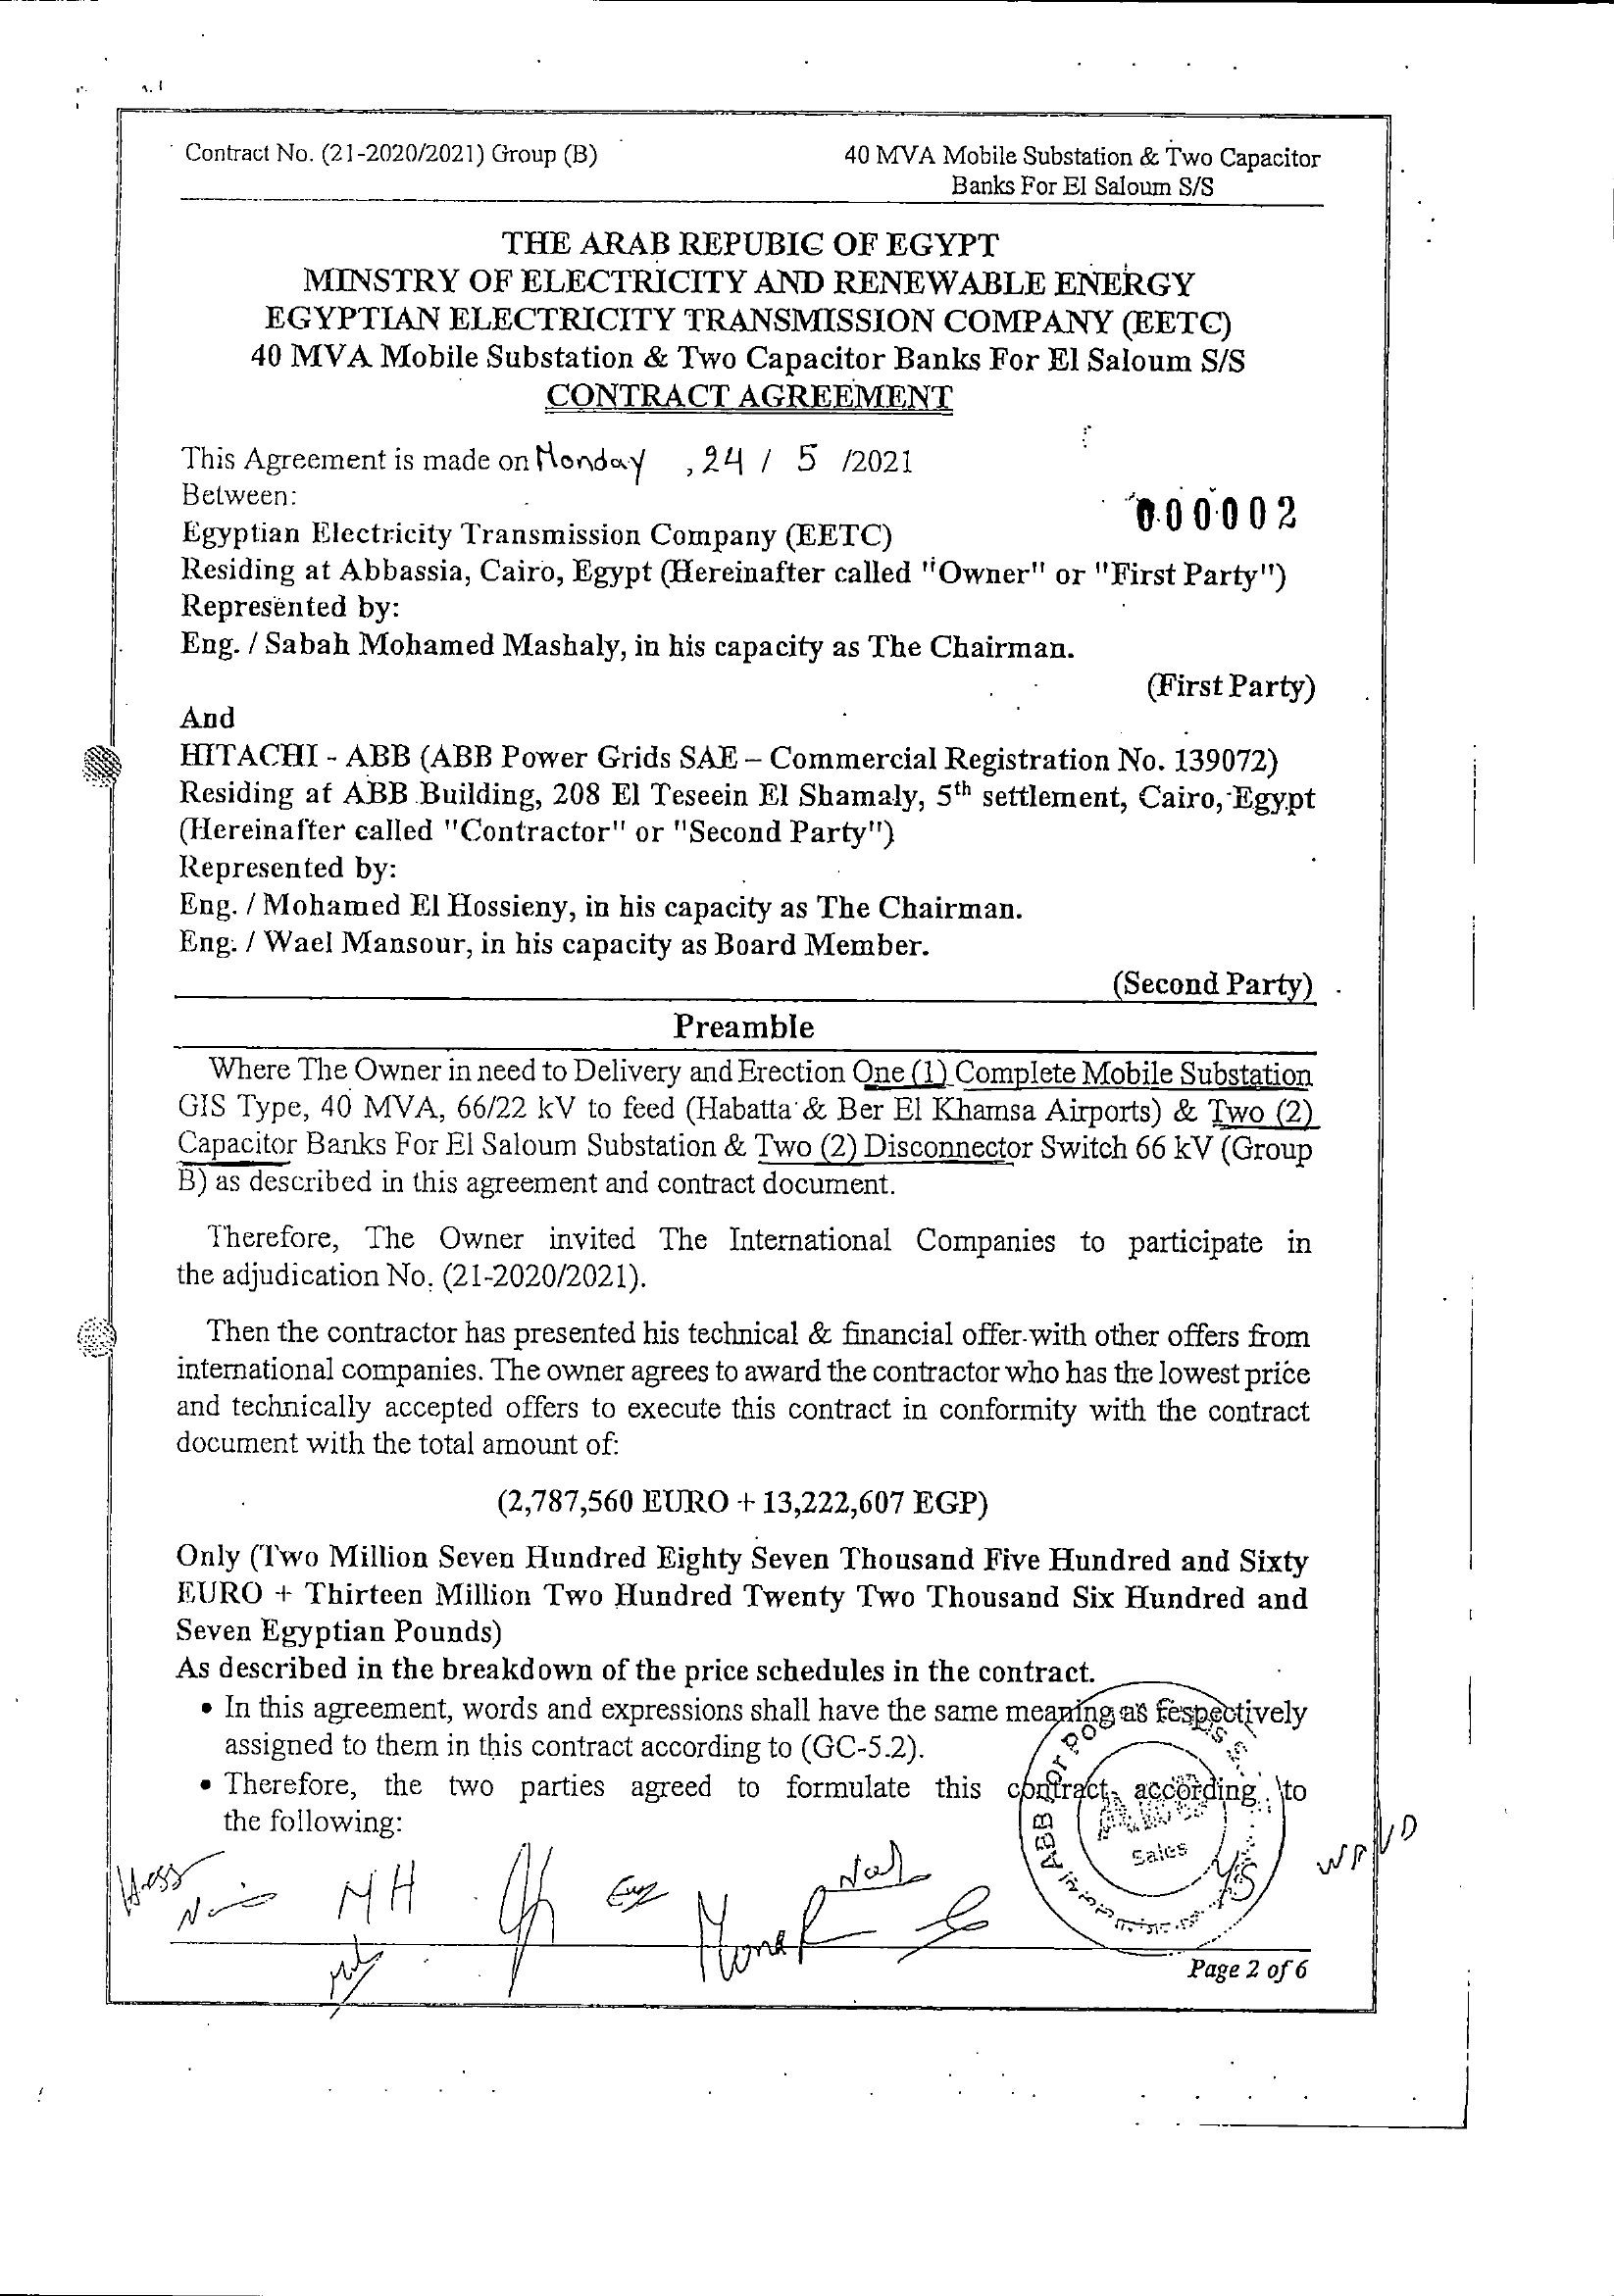 Contract No. (21-2020/2021) Group (B)
40 MVA Mobile Substation & Two Capacitor
Banks For El Saloum S/S
THE ARAB REPUBIC OF EGYPT
MINSTRY OF ELECTRICITY AND RENEWABLE ENERGY
EGYPTIAN ELECTRICITY TRANSMISSION COMPANY (EETC)
40 MVA Mobile Substation & Two Capacitor Banks For El Saloum S/S
CONTRACT AGREEMENT
This Agreement is made on Monday , 24 / 5 /2021
Between:
000002
Egyptian Electricity Transmission Company (EETC)
Residing at Abbassia, Cairo, Egypt (Hereinafter called "Owner" or "First Party")
Represented by:
Eng. / Sabah Mohamed Mashaly, in his capacity as The Chairman.
(First Party)
And
HITACHI - ABB (ABB Power Grids SAE – Commercial Registration No. 139072)
Residing at ABB Building, 208 El Teseein El Shamaly, 5th settlement, Cairo, Egypt
(Hereinafter called "Contractor" or "Second Party")
Represented by:
Eng. / Mohamed El Hossieny, in his capacity as The Chairman.
Eng. / Wael Mansour, in his capacity as Board Member.
(Second Party)
Preamble
Where The Owner in need to Delivery and Erection One (1) Complete Mobile Substation
GIS Type, 40 MVA, 66/22 kV to feed (Habatta & Ber El Khamsa Airports) & Two (2)
Capacitor Banks For El Saloum Substation & Two (2) Disconnector Switch 66 kV (Group
B) as described in this agreement and contract document.
Therefore, The Owner invited The International Companies to participate in
the adjudication No. (21-2020/2021).
Then the contractor has presented his technical & financial offer with other offers from
international companies. The owner agrees to award the contractor who has the lowest price
and technically accepted offers to execute this contract in conformity with the contract
document with the total amount of:
(2,787,560 EURO + 13,222,607 EGP)
Only (Two Million Seven Hundred Eighty Seven Thousand Five Hundred and Sixty
EURO + Thirteen Million Two Hundred Twenty Two Thousand Six Hundred and
Seven Egyptian Pounds)
As described in the breakdown of the price schedules in the contract.
• In this agreement, words and expressions shall have the same meaning as respectively
assigned to them in this contract according to (GC-5.2).
• Therefore, the two parties agreed to formulate this contract, according to
the following:
ABB
Sales
MH
Page 2 of 6